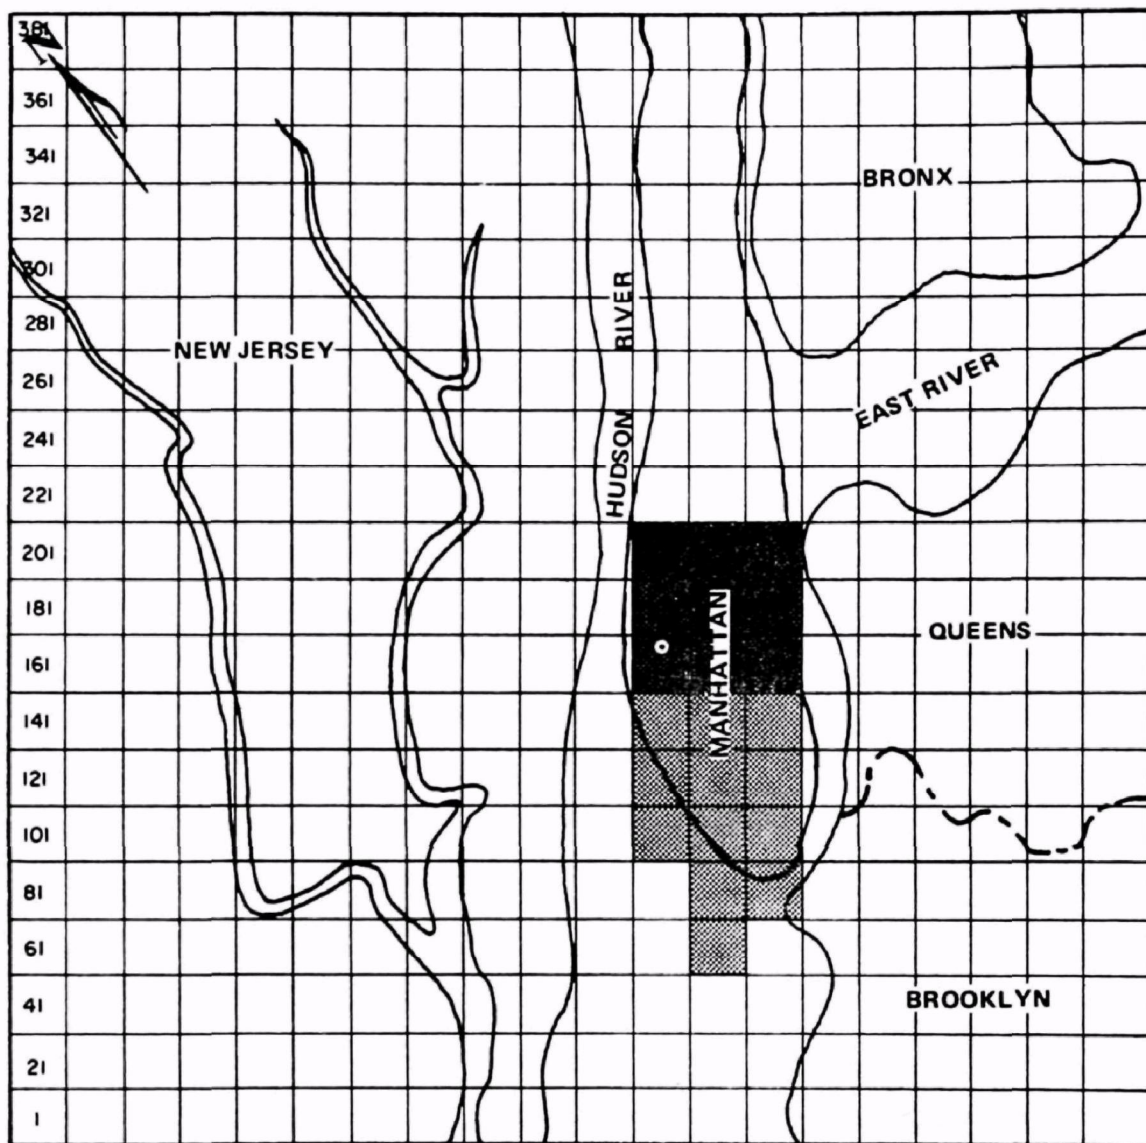 381
361
341
BRONX
321
301
281
NEW JERSEY
HUDSON RIVER
261
EAST RIVER
241
221
201
181
MANHATTAN
QUEENS
161
141
121
101
81
61
41
BROOKLYN
21
1